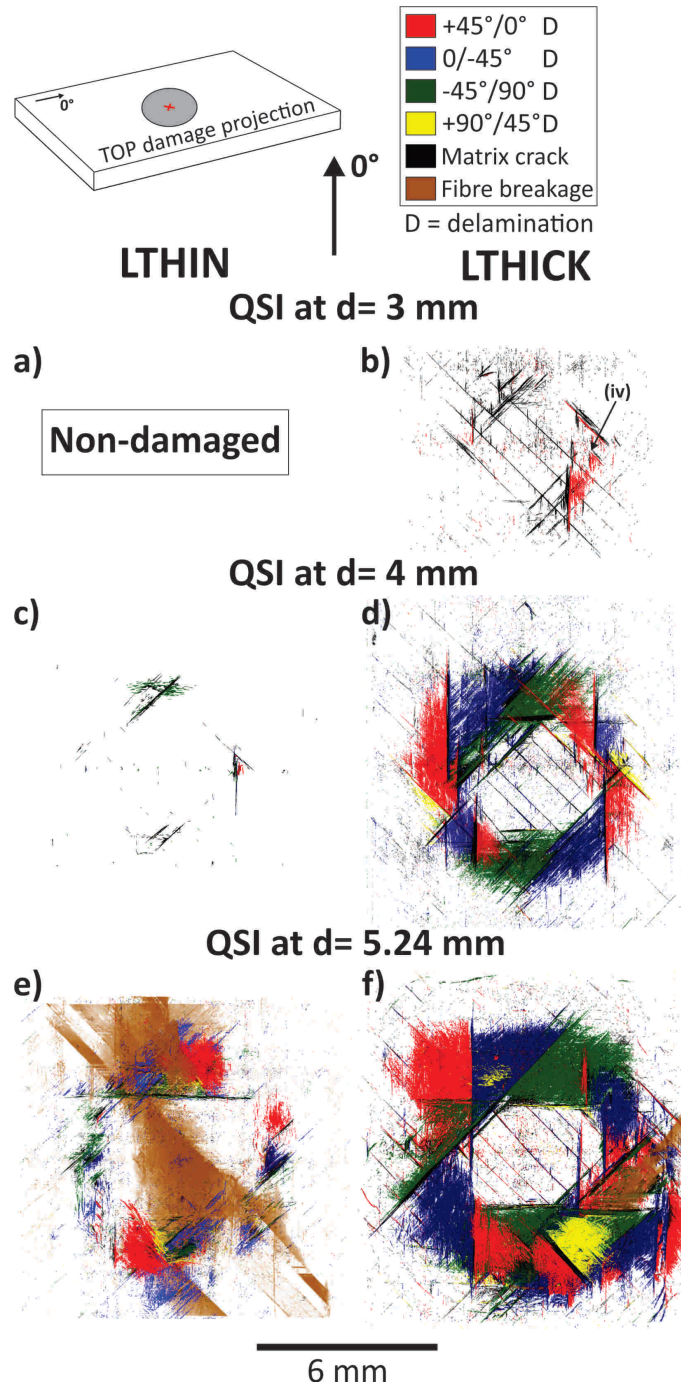 0°
TOP damage projection
+45°/0° D
0/-45° D
-45°/90° D
+90°/45°D
Matrix crack
Fibre breakage
D = delamination
0°
LTHIN
LTHICK
QSI at d= 3 mm
a)
b)
Non-damaged
(iv)
QSI at d= 4 mm
c)
d)
QSI at d= 5.24 mm
e)
f)
6 mm